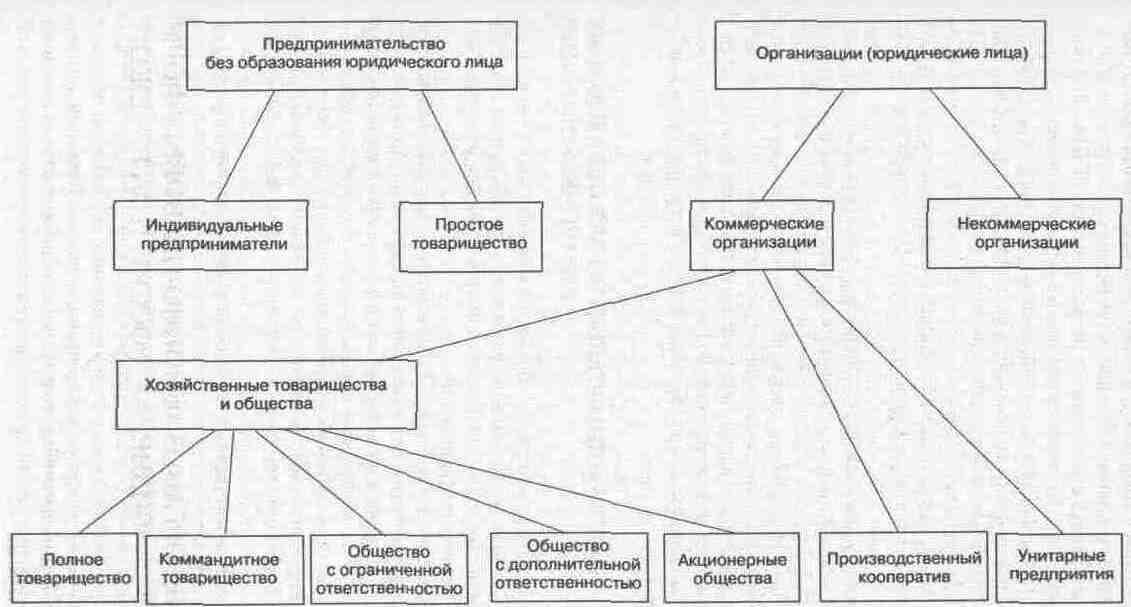 Предпринимательство
без образования юридического лица
Организации (юридические лица)
Индивидуальные
предприниматели
Простое
товарищество
Коммерческие
организации
Некоммерческие
организации
Хозяйственные товарищества
и общества
Полное
товарищество
Коммандитное
товарищество
Общество
с ограниченной
ответственностью
Общество
с дополнительной
ответственностью
Акционерные
общества
Производственный
кооператив
Унитарные
предприятия